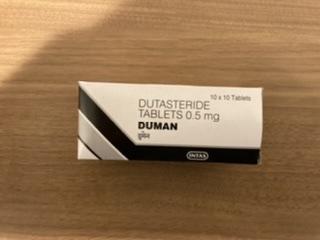 10 x 10 Tablets
DUTASTERIDE
TABLETS 0.5 mg
DUMAN
INTAS